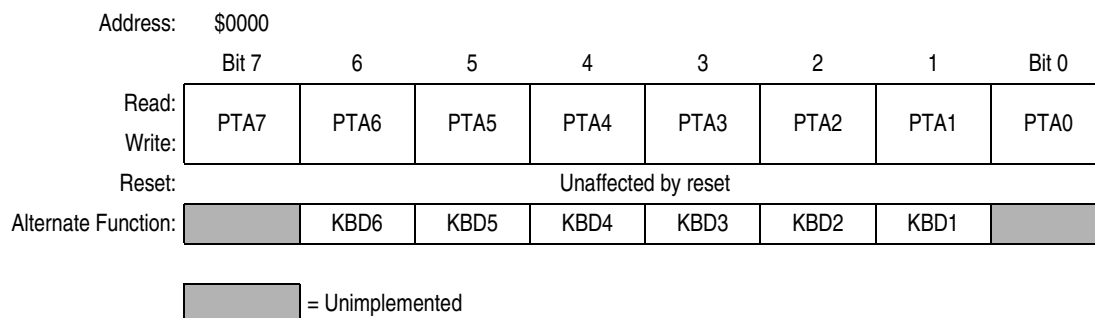 Address: $0000
Bit 7 6 5 4 3 2 1 Bit 0
Read:
PTA7 PTA6 PTA5 PTA4 PTA3 PTA2 PTA1 PTA0
Write:
Reset: Unaffected by reset
Alternate Function: KBD6 KBD5 KBD4 KBD3 KBD2 KBD1
= Unimplemented